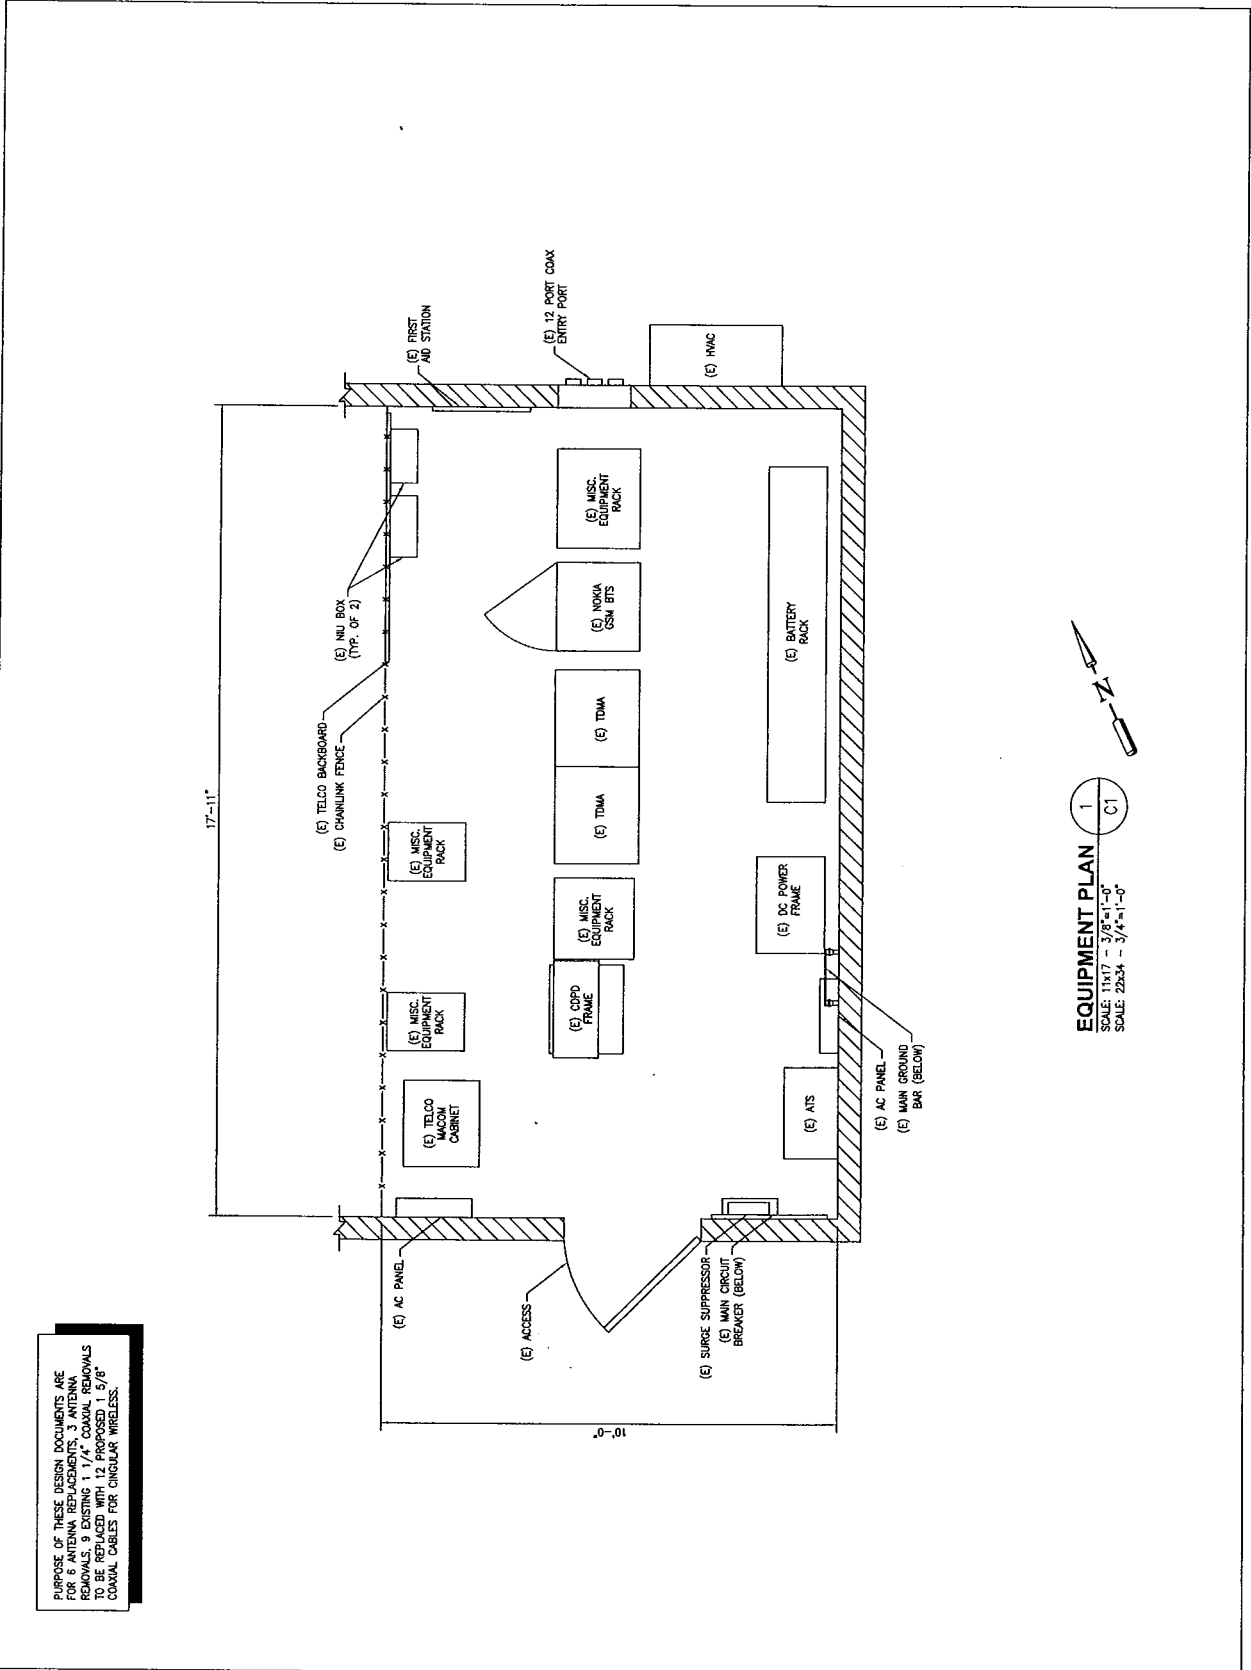 PURPOSE OF THESE DESIGN DOCUMENTS ARE
FOR 6 ANTENNA REPLACEMENTS, 3 ANTENNA
REMOVALS, 9 EXISTING 1 1/4" COAXIAL REMOVALS
TO BE REPLACED WITH 12 PROPOSED 1 5/8"
COAXIAL CABLES FOR CINGULAR WIRELESS.
17'-11"
10'-0"
(E) TELCO BACKBOARD
(E) CHAINLINK FENCE
(E) NIU BOX
(TYP. OF 2)
(E) FIRST
AID STATION
(E) 12 PORT COAX
ENTRY PORT
(E) HVAC
(E) AC PANEL
(E) ACCESS
(E) SURGE SUPPRESSOR
(E) MAIN CIRCUIT
BREAKER (BELOW)
(E) TELCO
MACOM
CABINET
(E) MISC.
EQUIPMENT
RACK
(E) MISC.
EQUIPMENT
RACK
(E) CDPD
FRAME
(E) MISC.
EQUIPMENT
RACK
(E) TDMA
(E) TDMA
(E) NOKIA
GSM BTS
(E) MISC.
EQUIPMENT
RACK
(E) ATS
(E) DC POWER
FRAME
(E) BATTERY
RACK
(E) AC PANEL
(E) MAIN GROUND
BAR (BELOW)
EQUIPMENT PLAN
SCALE: 11x17 - 3/8"=1'-0"
SCALE: 22x34 - 3/4"=1'-0"
1
C1
N